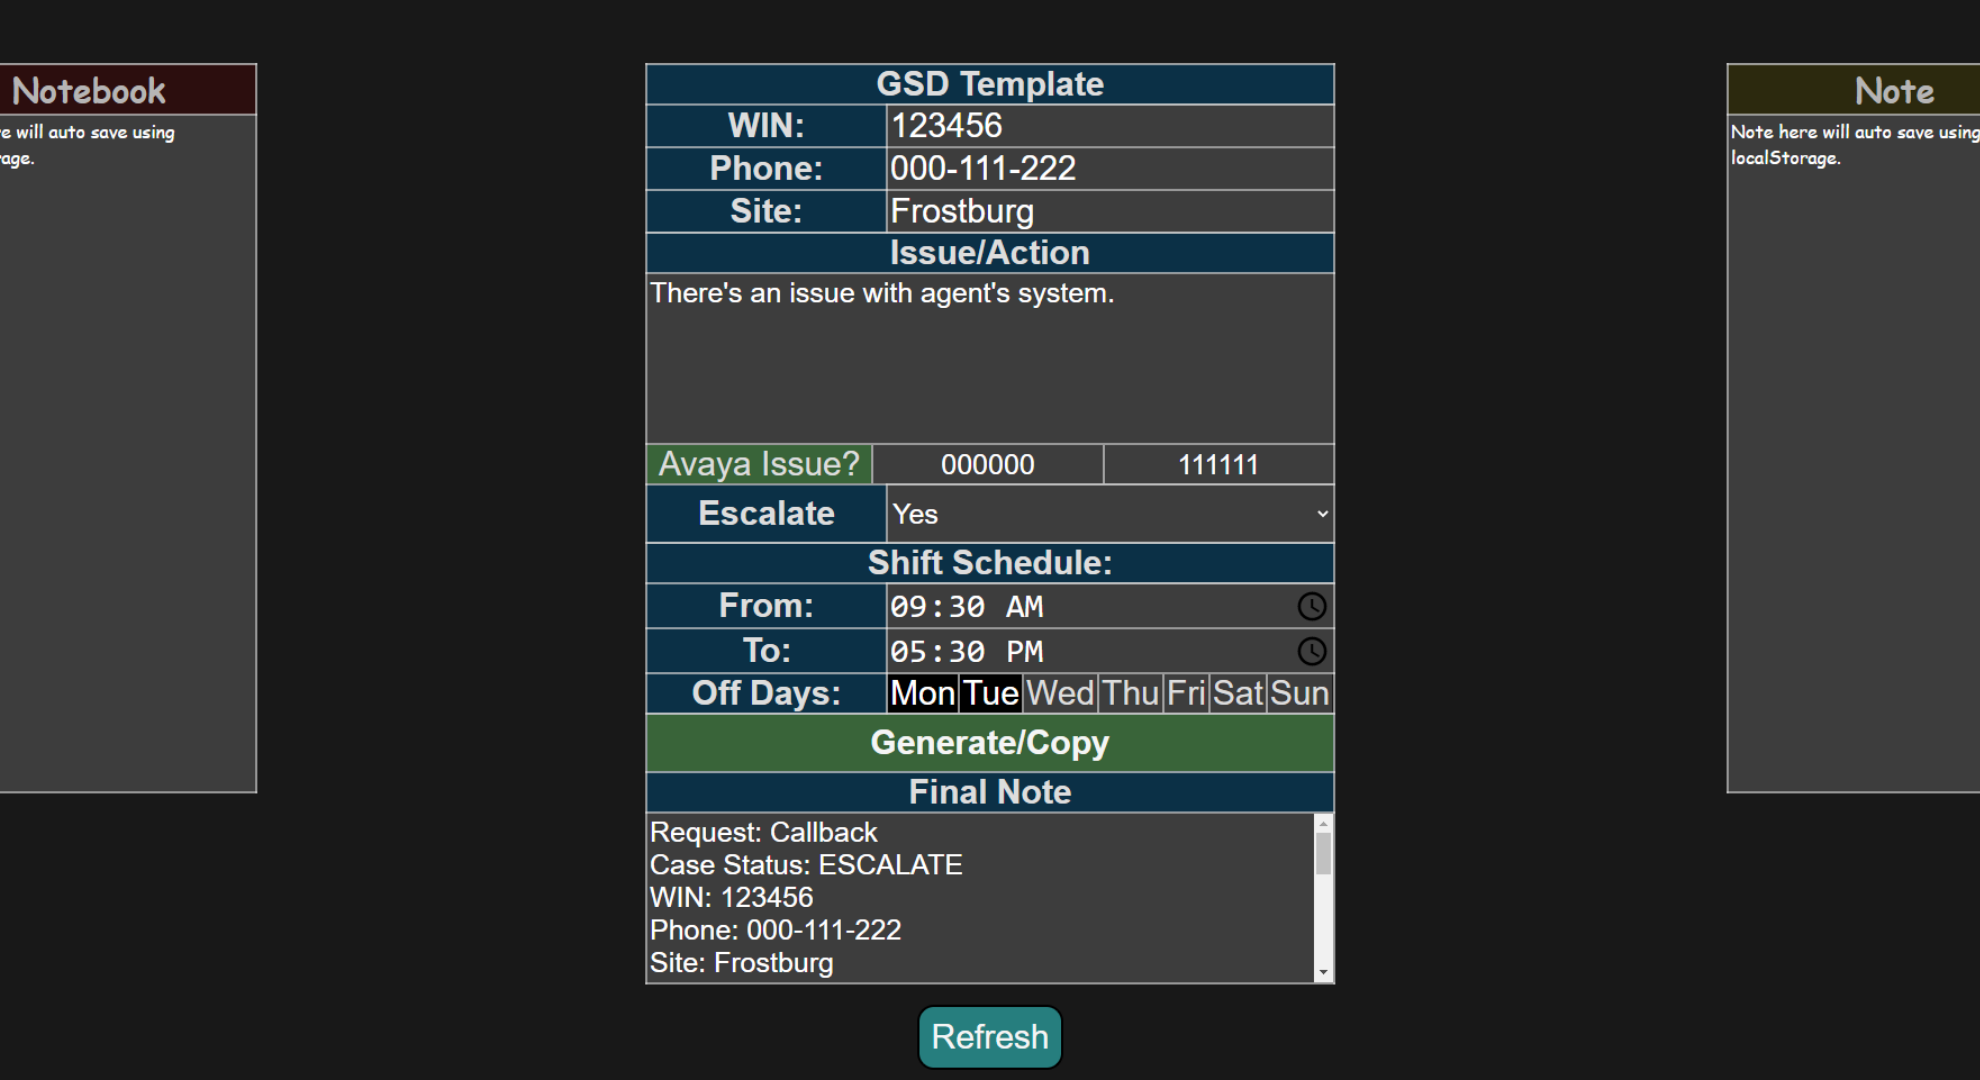 Notebook
e will auto save using
age.
GSD Template
WIN: 123456
Phone: 000-111-222
Site: Frostburg
Issue/Action
There's an issue with agent's system.
Avaya Issue? 000000 111111
Escalate Yes
Shift Schedule:
From: 09:30 AM
To: 05:30 PM
Off Days: Mon Tue Wed Thu Fri Sat Sun
Generate/Copy
Final Note
Request: Callback
Case Status: ESCALATE
WIN: 123456
Phone: 000-111-222
Site: Frostburg
Refresh
Note
Note here will auto save using
localStorage.